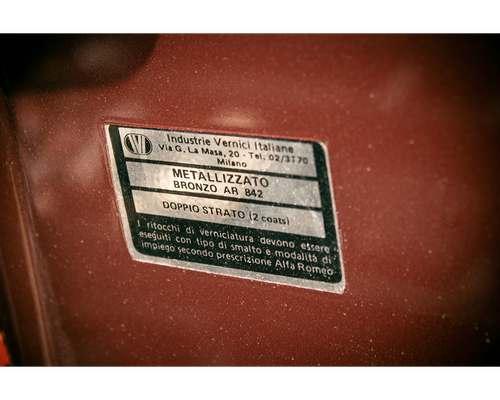 IVI
Industrie Vernici Italiane
Via G. La Masa, 20 - Tel. 02/3770
Milano
METALLIZZATO
BRONZO AR 842
DOPPIO STRATO (2 coats)
I ritocchi di verniciatura devono essere
eseguiti con tipo di smalto e modalità di
impiego secondo prescrizione Alfa Romeo